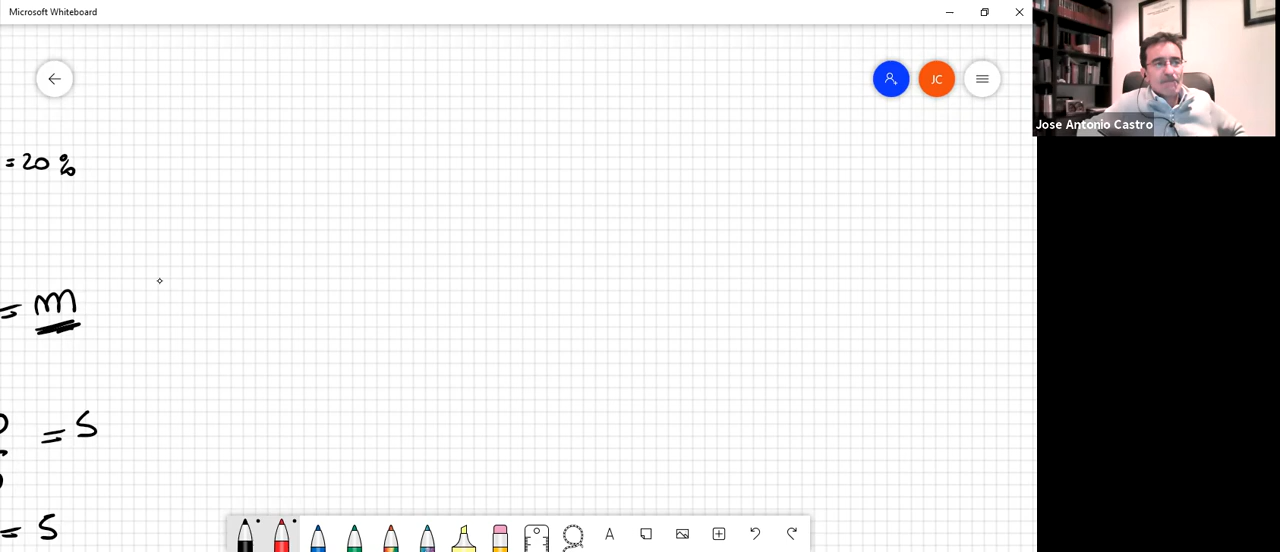 Microsoft Whiteboard
JC
Jose Antonio Castro
= 20 %
= m
= 5
= 5
A